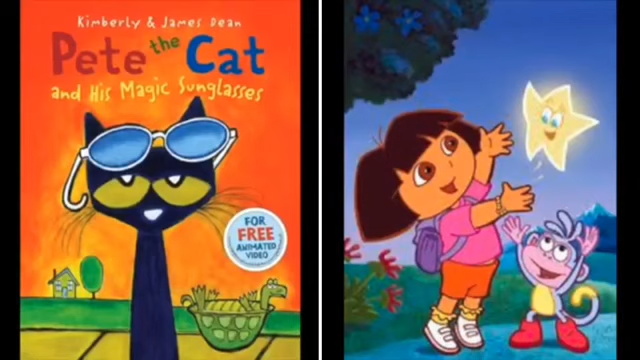 Kimberly & James Dean
Pete the Cat
and His Magic Sunglasses
FOR
FREE
ANIMATED
VIDEO